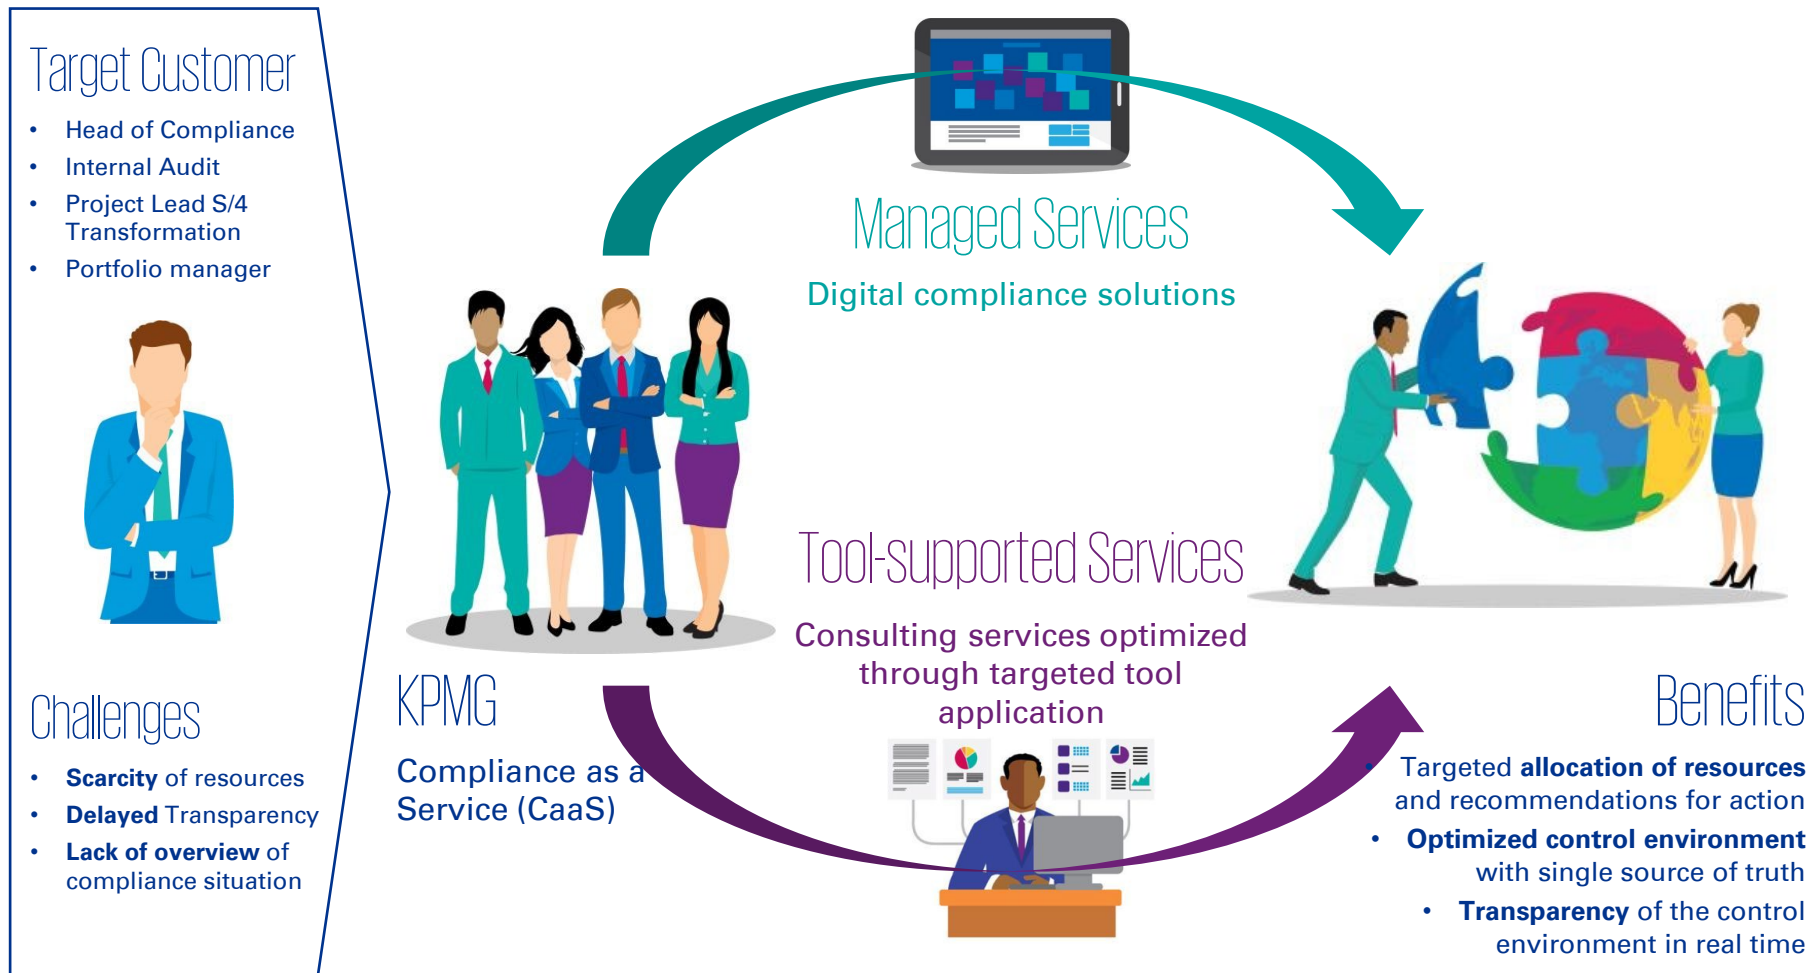 Target Customer
• Head of Compliance
• Internal Audit
• Project Lead S/4
Transformation
• Portfolio manager
Challenges
• Scarcity of resources
• Delayed Transparency
• Lack of overview of
compliance situation
KPMG
Compliance as a
Service (CaaS)
Managed Services
Digital compliance solutions
Tool-supported Services
Consulting services optimized
through targeted tool
application
Benefits
• Targeted allocation of resources
and recommendations for action
• Optimized control environment
with single source of truth
• Transparency of the control
environment in real time